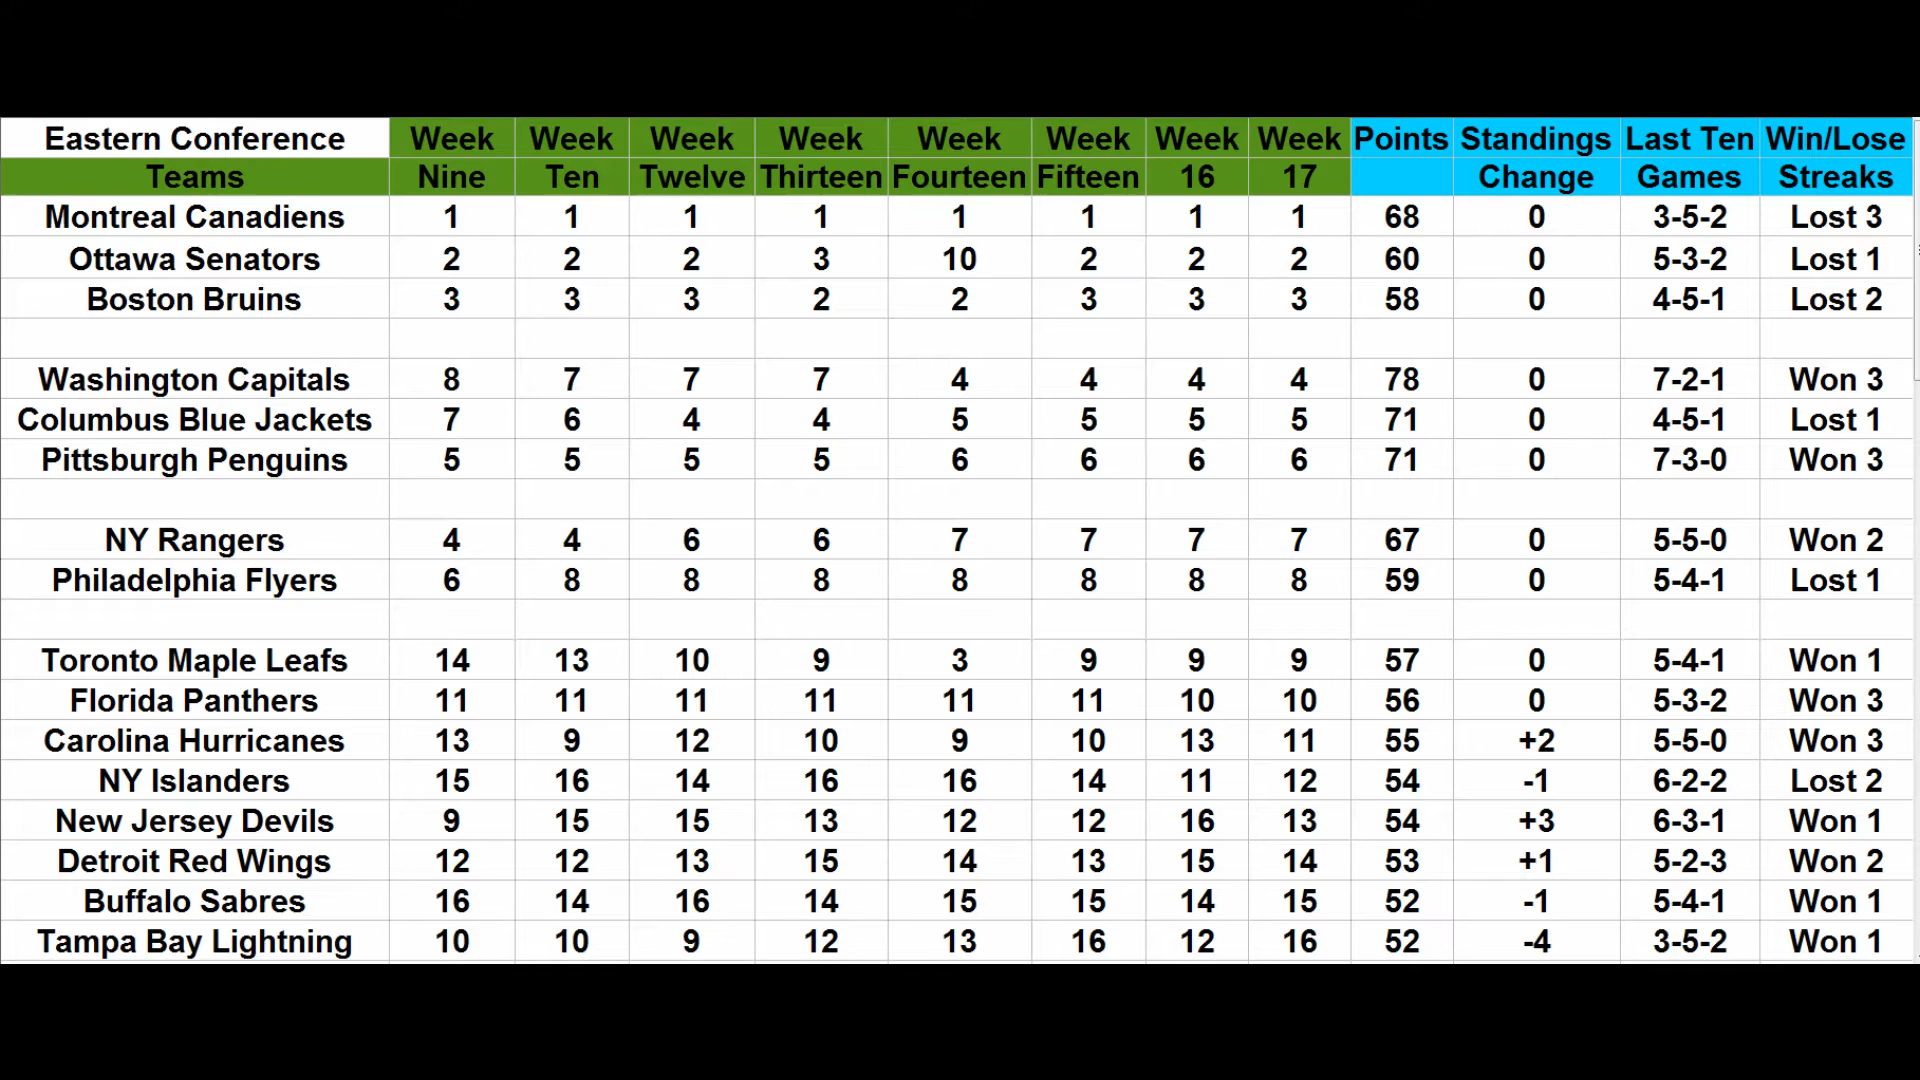 Eastern Conference Week Week Week Week Week Week Week Week Points Standings Last Ten Win/Lose
Teams Nine Ten Twelve Thirteen Fourteen Fifteen 16 17 Change Games Streaks
Montreal Canadiens 1 1 1 1 1 1 1 1 68 0 3-5-2 Lost 3
Ottawa Senators 2 2 2 3 10 2 2 2 60 0 5-3-2 Lost 1
Boston Bruins 3 3 3 2 2 3 3 3 58 0 4-5-1 Lost 2
Washington Capitals 8 7 7 7 4 4 4 4 78 0 7-2-1 Won 3
Columbus Blue Jackets 7 6 4 4 5 5 5 5 71 0 4-5-1 Lost 1
Pittsburgh Penguins 5 5 5 5 6 6 6 6 71 0 7-3-0 Won 3
NY Rangers 4 4 6 6 7 7 7 7 67 0 5-5-0 Won 2
Philadelphia Flyers 6 8 8 8 8 8 8 8 59 0 5-4-1 Lost 1
Toronto Maple Leafs 14 13 10 9 3 9 9 9 57 0 5-4-1 Won 1
Florida Panthers 11 11 11 11 11 11 10 10 56 0 5-3-2 Won 3
Carolina Hurricanes 13 9 12 10 9 10 13 11 55 +2 5-5-0 Won 3
NY Islanders 15 16 14 16 16 14 11 12 54 -1 6-2-2 Lost 2
New Jersey Devils 9 15 15 13 12 12 16 13 54 +3 6-3-1 Won 1
Detroit Red Wings 12 12 13 15 14 13 15 14 53 +1 5-2-3 Won 2
Buffalo Sabres 16 14 16 14 15 15 14 15 52 -1 5-4-1 Won 1
Tampa Bay Lightning 10 10 9 12 13 16 12 16 52 -4 3-5-2 Won 1